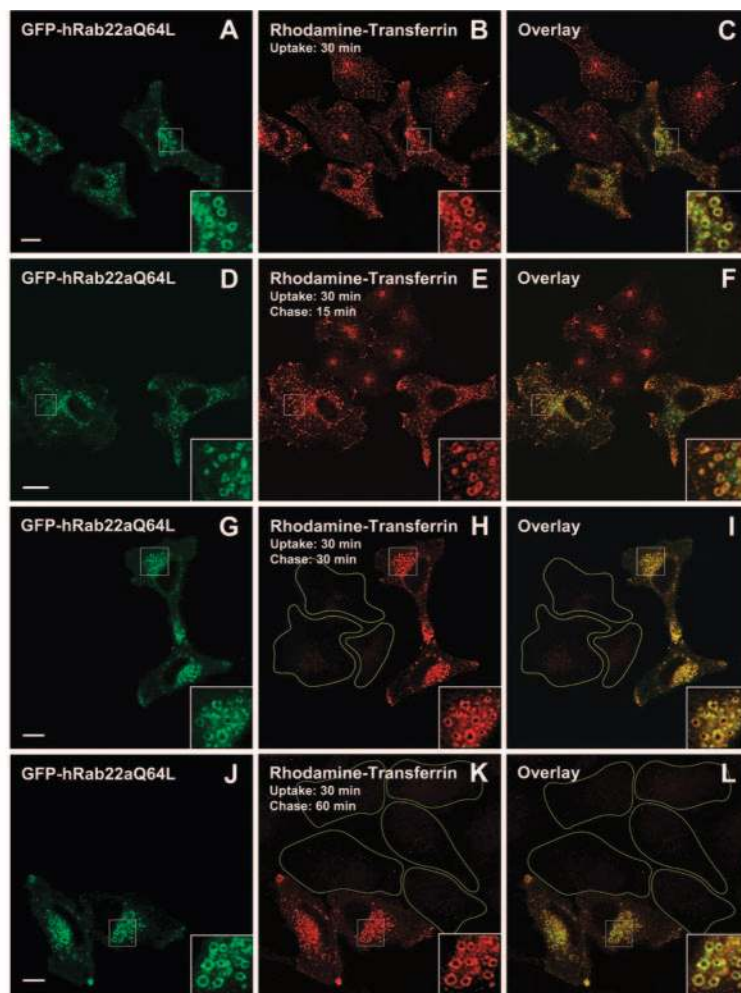 GFP-hRab22aQ64L A
Rhodamine-Transferrin B
Uptake: 30 min
Overlay C
GFP-hRab22aQ64L D
Rhodamine-Transferrin E
Uptake: 30 min
Chase: 15 min
Overlay F
GFP-hRab22aQ64L G
Rhodamine-Transferrin H
Uptake: 30 min
Chase: 30 min
Overlay I
GFP-hRab22aQ64L J
Rhodamine-Transferrin K
Uptake: 30 min
Chase: 60 min
Overlay L